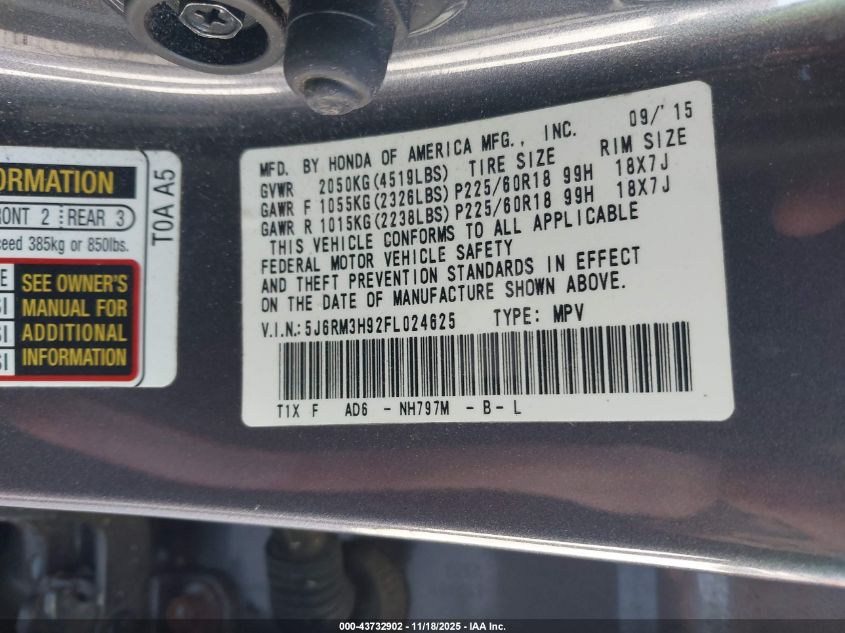 ORMATION
RONT 2 REAR 3
ceed 385kg or 850lbs.
E
SI
SI
SI
SEE OWNER'S
MANUAL FOR
ADDITIONAL
INFORMATION
T0A A5
MFD. BY HONDA OF AMERICA MFG., INC. 09/'15
GVWR 2050KG(4519LBS) TIRE SIZE RIM SIZE
GAWR F 1055KG(2326LBS) P225/60R18 99H 18X7J
GAWR R 1015KG(2238LBS) P225/60R18 99H 18X7J
THIS VEHICLE CONFORMS TO ALL APPLICABLE
FEDERAL MOTOR VEHICLE SAFETY
AND THEFT PREVENTION STANDARDS IN EFFECT
ON THE DATE OF MANUFACTURE SHOWN ABOVE.
V.I.N.:5J6RM3H92FL024625 TYPE: MPV
T1X F AD6 - NH797M - B - L
000-43732902 - 11/18/2025 - IAA Inc.